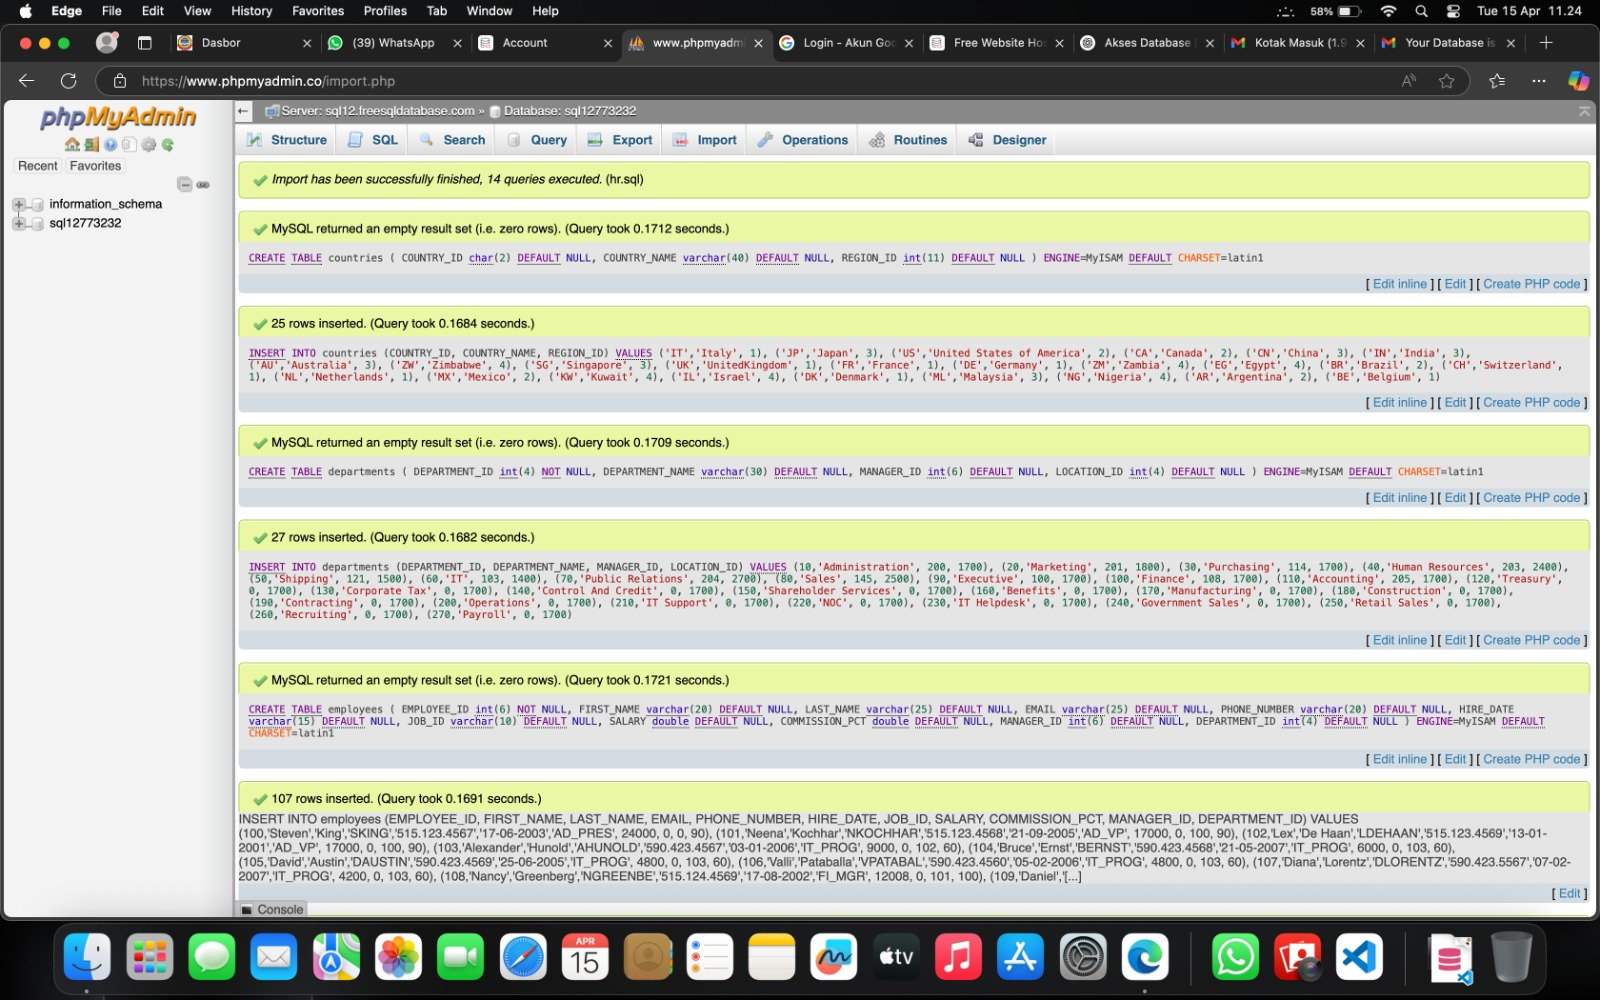 Edge File Edit View History Favorites Profiles Tab Window Help 58% Tue 15 Apr 11.24
Dasbor (39) WhatsApp Account www.phpmyadm Login - Akun Goo Free Website Ho Akses Database Kotak Masuk (1.9 Your Database is
https://www.phpmyadmin.co/import.php
phpMyAdmin
Recent Favorites
information_schema
sql12773232
Server: sql12.freesqldatabase.com » Database: sql12773232
Structure SQL Search Query Export Import Operations Routines Designer
Import has been successfully finished, 14 queries executed. (hr.sql)
MySQL returned an empty result set (i.e. zero rows). (Query took 0.1712 seconds.)
CREATE TABLE countries ( COUNTRY_ID char(2) DEFAULT NULL, COUNTRY_NAME varchar(40) DEFAULT NULL, REGION_ID int(11) DEFAULT NULL ) ENGINE=MyISAM DEFAULT CHARSET=latin1
[ Edit inline ] [ Edit ] [ Create PHP code ]
25 rows inserted. (Query took 0.1684 seconds.)
INSERT INTO countries (COUNTRY_ID, COUNTRY_NAME, REGION_ID) VALUES ('IT','Italy', 1), ('JP','Japan', 3), ('US','United States of America', 2), ('CA','Canada', 2), ('CN','China', 3), ('IN','India', 3),
('AU','Australia', 3), ('ZW','Zimbabwe', 4), ('SG','Singapore', 3), ('UK','UnitedKingdom', 1), ('FR','France', 1), ('DE','Germany', 1), ('ZM','Zambia', 4), ('EG','Egypt', 4), ('BR','Brazil', 2), ('CH','Switzerland',
1), ('NL','Netherlands', 1), ('MX','Mexico', 2), ('KW','Kuwait', 4), ('IL','Israel', 4), ('DK','Denmark', 1), ('ML','Malaysia', 3), ('NG','Nigeria', 4), ('AR','Argentina', 2), ('BE','Belgium', 1)
[ Edit inline ] [ Edit ] [ Create PHP code ]
MySQL returned an empty result set (i.e. zero rows). (Query took 0.1709 seconds.)
CREATE TABLE departments ( DEPARTMENT_ID int(4) NOT NULL, DEPARTMENT_NAME varchar(30) DEFAULT NULL, MANAGER_ID int(6) DEFAULT NULL, LOCATION_ID int(4) DEFAULT NULL ) ENGINE=MyISAM DEFAULT CHARSET=latin1
[ Edit inline ] [ Edit ] [ Create PHP code ]
27 rows inserted. (Query took 0.1682 seconds.)
INSERT INTO departments (DEPARTMENT_ID, DEPARTMENT_NAME, MANAGER_ID, LOCATION_ID) VALUES (10,'Administration', 200, 1700), (20,'Marketing', 201, 1800), (30,'Purchasing', 114, 1700), (40,'Human Resources', 203, 2400),
(50,'Shipping', 121, 1500), (60,'IT', 103, 1400), (70,'Public Relations', 204, 2700), (80,'Sales', 145, 2500), (90,'Executive', 100, 1700), (100,'Finance', 108, 1700), (110,'Accounting', 205, 1700), (120,'Treasury',
0, 1700), (130,'Corporate Tax', 0, 1700), (140,'Control And Credit', 0, 1700), (150,'Shareholder Services', 0, 1700), (160,'Benefits', 0, 1700), (170,'Manufacturing', 0, 1700), (180,'Construction', 0, 1700),
(190,'Contracting', 0, 1700), (200,'Operations', 0, 1700), (210,'IT Support', 0, 1700), (220,'NOC', 0, 1700), (230,'IT Helpdesk', 0, 1700), (240,'Government Sales', 0, 1700), (250,'Retail Sales', 0, 1700),
(260,'Recruiting', 0, 1700), (270,'Payroll', 0, 1700)
[ Edit inline ] [ Edit ] [ Create PHP code ]
MySQL returned an empty result set (i.e. zero rows). (Query took 0.1721 seconds.)
CREATE TABLE employees ( EMPLOYEE_ID int(6) NOT NULL, FIRST_NAME varchar(20) DEFAULT NULL, LAST_NAME varchar(25) DEFAULT NULL, EMAIL varchar(25) DEFAULT NULL, PHONE_NUMBER varchar(20) DEFAULT NULL, HIRE_DATE
varchar(15) DEFAULT NULL, JOB_ID varchar(10) DEFAULT NULL, SALARY double DEFAULT NULL, COMMISSION_PCT double DEFAULT NULL, MANAGER_ID int(6) DEFAULT NULL, DEPARTMENT_ID int(4) DEFAULT NULL ) ENGINE=MyISAM DEFAULT
CHARSET=latin1
[ Edit inline ] [ Edit ] [ Create PHP code ]
107 rows inserted. (Query took 0.1691 seconds.)
INSERT INTO employees (EMPLOYEE_ID, FIRST_NAME, LAST_NAME, EMAIL, PHONE_NUMBER, HIRE_DATE, JOB_ID, SALARY, COMMISSION_PCT, MANAGER_ID, DEPARTMENT_ID) VALUES
(100,'Steven','King','SKING','515.123.4567','17-06-2003','AD_PRES', 24000, 0, 0, 90), (101,'Neena','Kochhar','NKOCHHAR','515.123.4568','21-09-2005','AD_VP', 17000, 0, 100, 90), (102,'Lex','De Haan','LDEHAAN','515.123.4569','13-01-
2001','AD_VP', 17000, 0, 100, 90), (103,'Alexander','Hunold','AHUNOLD','590.423.4567','03-01-2006','IT_PROG', 9000, 0, 102, 60), (104,'Bruce','Ernst','BERNST','590.423.4568','21-05-2007','IT_PROG', 6000, 0, 103, 60),
(105,'David','Austin','DAUSTIN','590.423.4569','25-06-2005','IT_PROG', 4800, 0, 103, 60), (106,'Valli','Pataballa','VPATABAL','590.423.4560','05-02-2006','IT_PROG', 4800, 0, 103, 60), (107,'Diana','Lorentz','DLORENTZ','590.423.5567','07-02-
2007','IT_PROG', 4200, 0, 103, 60), (108,'Nancy','Greenberg','NGREENBE','515.124.4569','17-08-2002','FI_MGR', 12008, 0, 101, 100), (109,'Daniel','[...]
[ Edit ]
Console
APR
15
tv